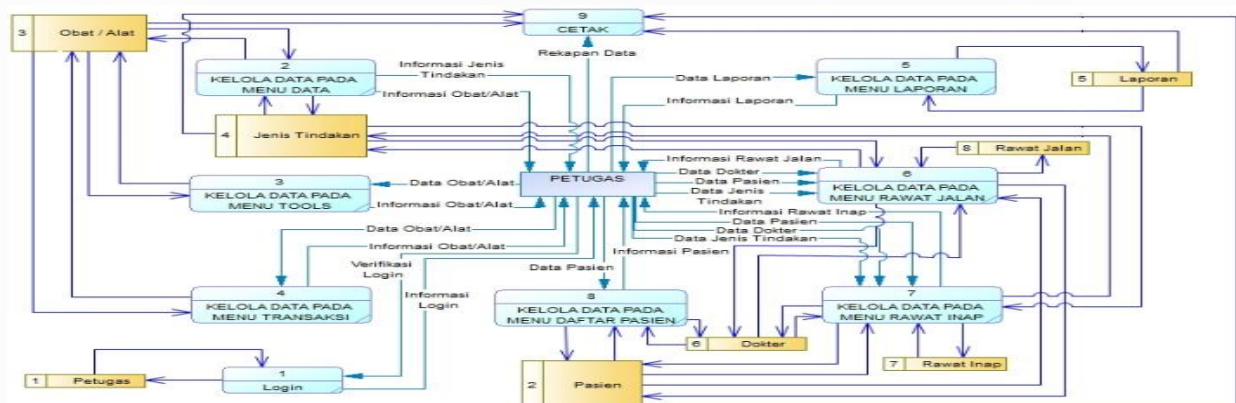 3
Obat / Alat
9
CETAK
Rekapan Data
2
KELOLA DATA PADA
MENU DATA
Informasi Jenis
Tindakan
Informasi Obat/Alat
Data Laporan
Informasi Laporan
5
KELOLA DATA PADA
MENU LAPORAN
5
Laporan
4
Jenis Tindakan
8
Rawat Jalan
Informasi Rawat Jalan
Data Dokter
Data Pasien
Data Jenis
Tindakan
PETUGAS
6
KELOLA DATA PADA
MENU RAWAT JALAN
3
KELOLA DATA PADA
MENU TOOLS
Data Obat/Alat
Informasi Obat/Alat
Informasi Rawat Inap
Data Pasien
Data Dokter
Data Jenis Tindakan
Data Obat/Alat
Informasi Obat/Alat
Verifikasi
Login
Informasi
Login
Informasi Pasien
Data Pasien
4
KELOLA DATA PADA
MENU TRANSAKSI
8
KELOLA DATA PADA
MENU DAFTAR PASIEN
7
KELOLA DATA PADA
MENU RAWAT INAP
6
Dokter
7
Rawat Inap
1
Petugas
1
Login
2
Pasien